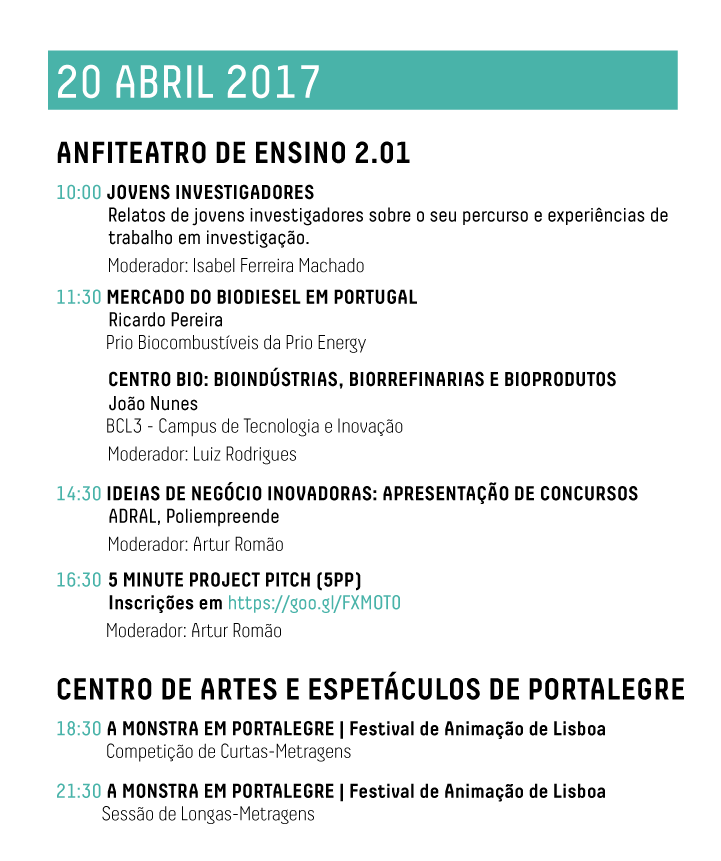 20 ABRIL 2017
ANFITEATRO DE ENSINO 2.01
10:00 JOVENS INVESTIGADORES
Relatos de jovens investigadores sobre o seu percurso e experiências de
trabalho em investigação.
Moderador: Isabel Ferreira Machado
11:30 MERCADO DO BIODIESEL EM PORTUGAL
Ricardo Pereira
Prio Biocombustíveis da Prio Energy
CENTRO BIO: BIOINDÚSTRIAS, BIORREFINARIAS E BIOPRODUTOS
João Nunes
BCL3 - Campus de Tecnologia e Inovação
Moderador: Luiz Rodrigues
14:30 IDEIAS DE NEGÓCIO INOVADORAS: APRESENTAÇÃO DE CONCURSOS
ADRAL, Poliempreende
Moderador: Artur Romão
16:30 5 MINUTE PROJECT PITCH (5PP)
Inscrições em https://goo.gl/FXMOTO
Moderador: Artur Romão
CENTRO DE ARTES E ESPETÁCULOS DE PORTALEGRE
18:30 A MONSTRA EM PORTALEGRE | Festival de Animação de Lisboa
Competição de Curtas-Metragens
21:30 A MONSTRA EM PORTALEGRE | Festival de Animação de Lisboa
Sessão de Longas-Metragens